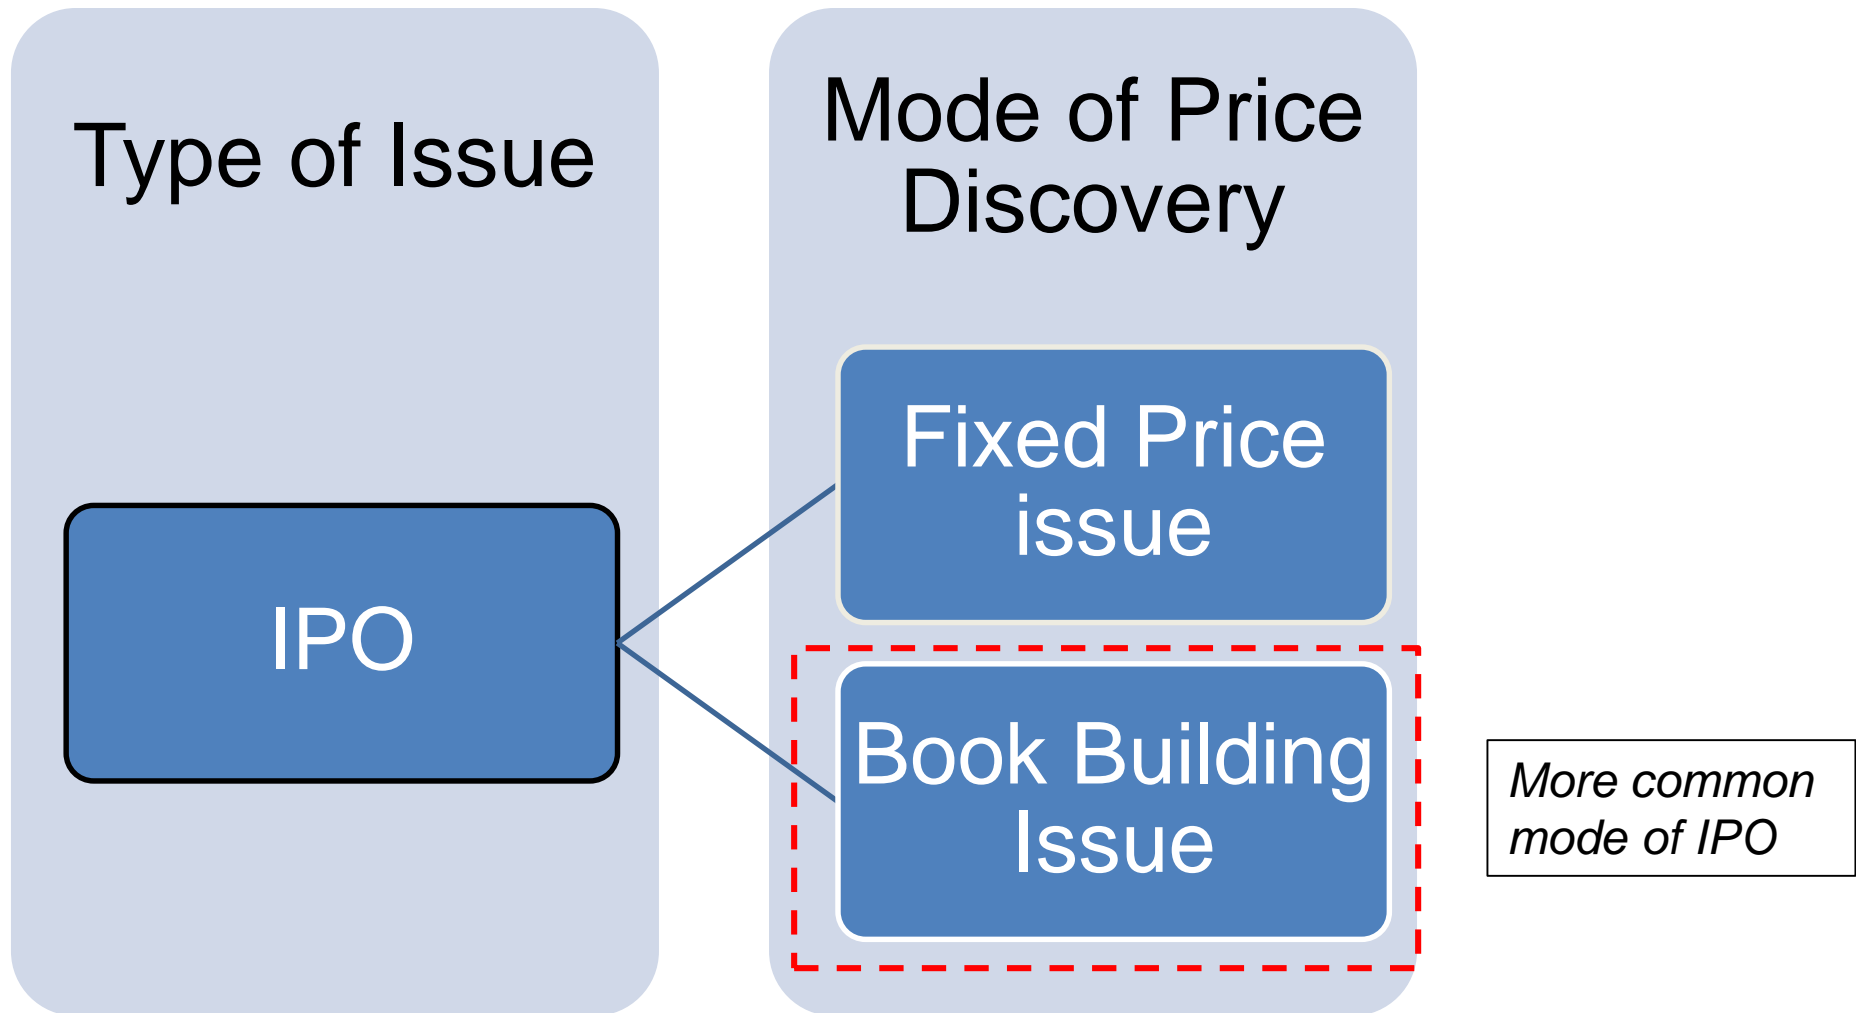 Type of Issue
Mode of Price
Discovery
IPO
Fixed Price
issue
Book Building
Issue
More common
mode of IPO